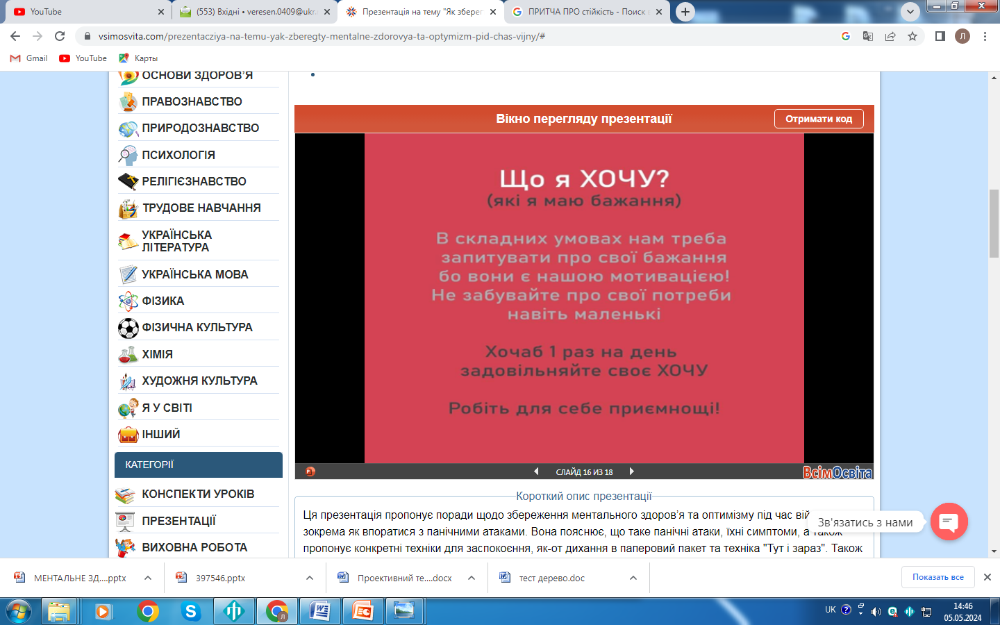 YouTube
(553) Вхідні • veresen.0409@ukr.
Презентація на тему "Як зберег
ПРИТЧА ПРО стійкість - Поиск в
vsimosvita.com/prezentacziya-na-temu-yak-zberegty-mentalne-zdorovya-ta-optymizm-pid-chas-vijny/#
Л
Gmail
YouTube
Карты
ОСНОВИ ЗДОРОВ'Я
ПРАВОЗНАВСТВО
ПРИРОДОЗНАВСТВО
ПСИХОЛОГІЯ
РЕЛІГІЄЗНАВСТВО
ТРУДОВЕ НАВЧАННЯ
УКРАЇНСЬКА
ЛІТЕРАТУРА
УКРАЇНСЬКА МОВА
ФІЗИКА
ФІЗИЧНА КУЛЬТУРА
ХІМІЯ
ХУДОЖНЯ КУЛЬТУРА
Я У СВІТІ
ІНШИЙ
КАТЕГОРІЇ
КОНСПЕКТИ УРОКІВ
ПРЕЗЕНТАЦІЇ
ВИХОВНА РОБОТА
Вікно перегляду презентації
Отримати код
Що я ХОЧУ?
(які я маю бажання)
В складних умовах нам треба
запитувати про свої бажання
бо вони є нашою мотивацією!
Не забувайте про свої потреби
навіть маленькі
Хочаб 1 раз на день
задовільняйте своє ХОЧУ
Робіть для себе приємнощі!
СЛАЙД 16 ИЗ 18
ВсімОсвіта
Короткий опис презентації
Ця презентація пропонує поради щодо збереження ментального здоров'я та оптимізму під час вій
зокрема як впоратися з панічними атаками. Вона пояснює, що таке панічні атаки, їхні симптоми, а також
пропонує конкретні техніки для заспокоєння, як-от дихання в паперовий пакет та техніка "Тут і зараз". Також
Зв'язатись з нами
МЕНТАЛЬНЕ ЗД....pptx
397546.pptx
Проективний те....docx
тест дерево.doc
Показать все
UK
14:46
05.05.2024